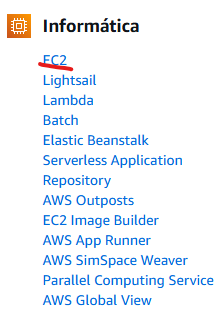 Informática
EC2
Lightsail
Lambda
Batch
Elastic Beanstalk
Serverless Application
Repository
AWS Outposts
EC2 Image Builder
AWS App Runner
AWS SimSpace Weaver
Parallel Computing Service
AWS Global View